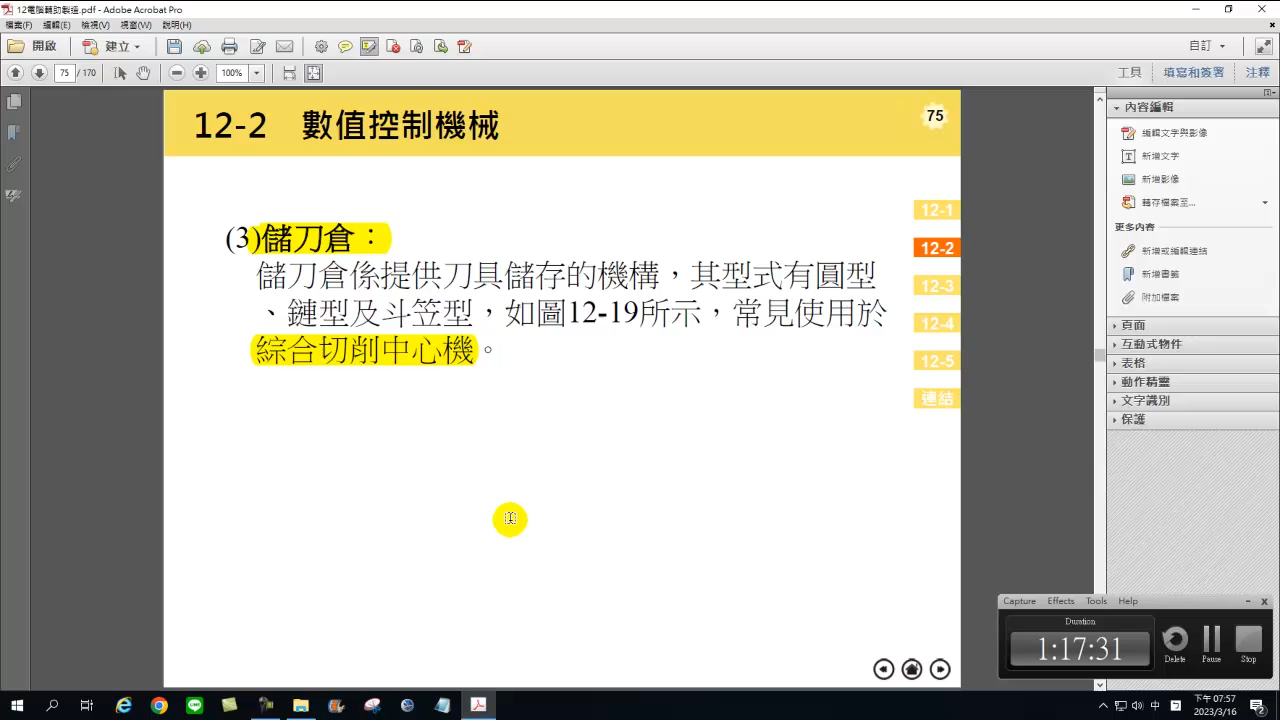 12電腦輔助製造.pdf - Adobe Acrobat Pro
檔案(F) 編輯(E) 檢視(V) 視窗(W) 說明(H)
開啟 建立 自訂
75 / 170 100% 工具 填寫和簽署 注釋
12-2 數值控制機械
75
(3)儲刀倉：
儲刀倉係提供刀具儲存的機構，其型式有圓型
、鏈型及斗笠型，如圖12-19所示，常見使用於
綜合切削中心機。
12-1
12-2
12-3
12-4
12-5
連結
內容編輯
編輯文字與影像
新增文字
新增影像
轉存檔案至...
更多內容
新增或編輯連結
新增書籤
附加檔案
頁面
互動式物件
表格
動作精靈
文字識別
保護
Capture Effects Tools Help
Duration
1:17:31
Delete Pause Stop
中
下午 07:57
2023/3/16
2